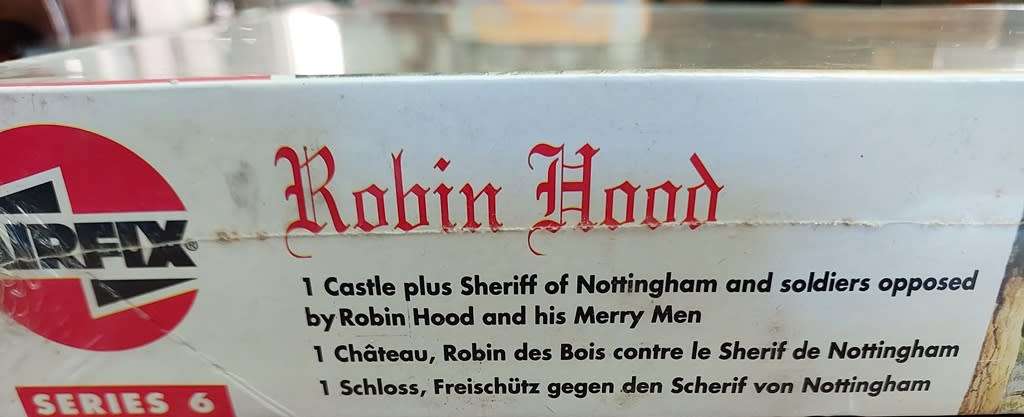 Robin Hood
AIRFIX®
1 Castle plus Sheriff of Nottingham and soldiers opposed
by Robin Hood and his Merry Men
1 Château, Robin des Bois contre le Sherif de Nottingham
1 Schloss, Freischütz gegen den Scherif von Nottingham
SERIES 6